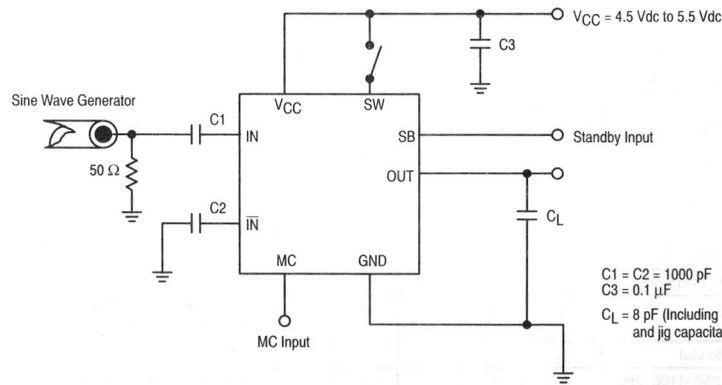 VCC = 4.5 Vdc to 5.5 Vdc
C3
Sine Wave Generator
VCC
SW
C1
IN
SB
Standby Input
50 Ω
OUT
C2
IN
CL
MC
GND
C1 = C2 = 1000 pF
C3 = 0.1 µF
CL = 8 pF (Including
and jig
MC Input